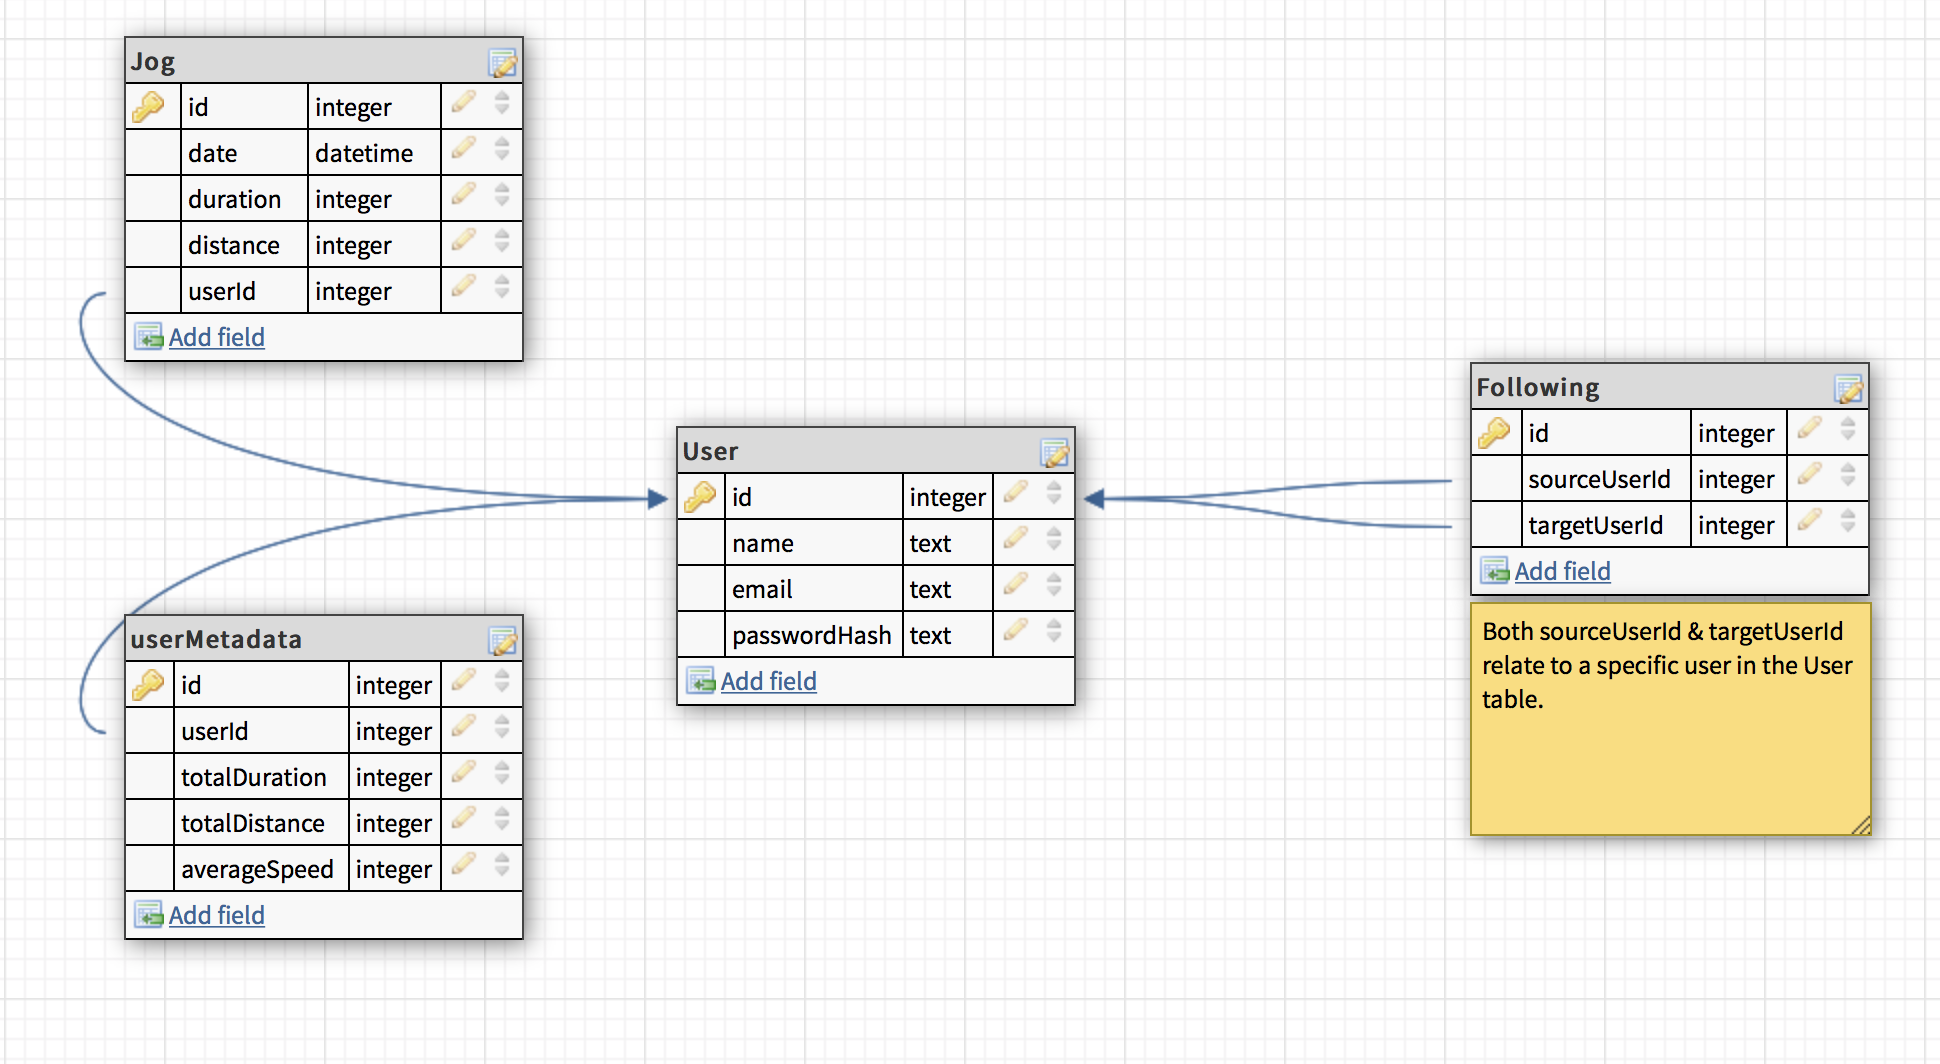 Jog
id integer
date datetime
duration integer
distance integer
userId integer
Add field
userMetadata
id integer
userId integer
totalDuration integer
totalDistance integer
averageSpeed integer
Add field
User
id integer
name text
email text
passwordHash text
Add field
Following
id integer
sourceUserId integer
targetUserId integer
Add field
Both sourceUserId & targetUserId
relate to a specific user in the User
table.